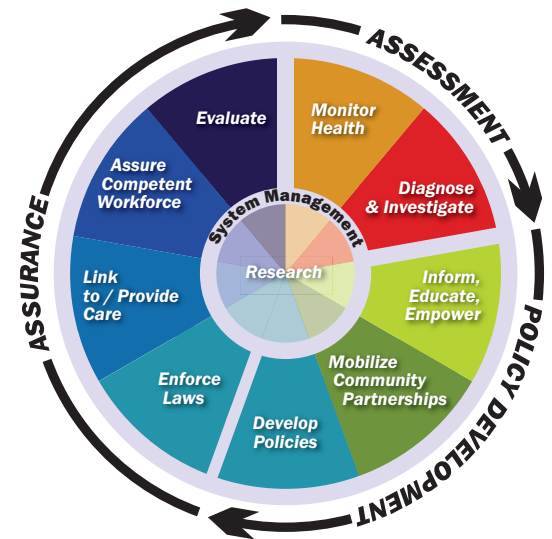 ASSESSMENT
POLICY DEVELOPMENT
ASSURANCE
Monitor
Health
Diagnose
& Investigate
Inform,
Educate,
Empower
Mobilize
Community
Partnerships
Develop
Policies
Enforce
Laws
Link
to / Provide
Care
Assure
Competent
Workforce
Evaluate
System Management
Research